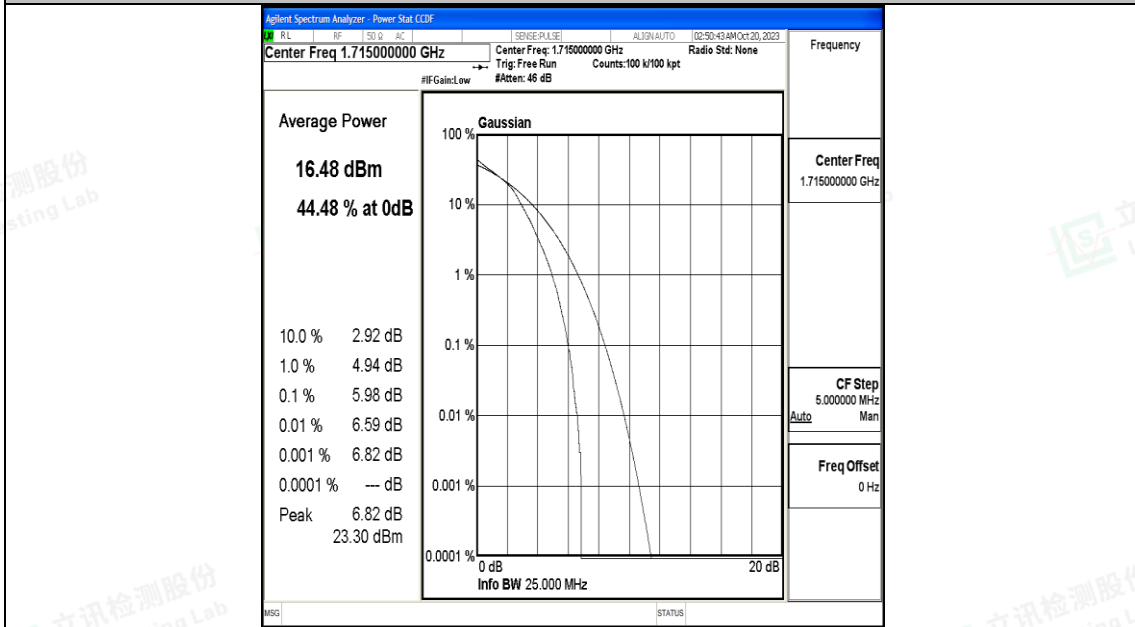 Agilent Spectrum Analyzer - Power Stat CCDF
RL RF 50 Ω AC SENSE:PULSE ALIGN AUTO 02:50:43 AM Oct 20, 2023
Center Freq 1.715000000 GHz
Center Freq: 1.715000000 GHz Radio Std: None
Trig: Free Run Counts:100 k/100 kpt
#IFGain:Low #Atten: 46 dB
Frequency
Average Power
16.48 dBm
44.48 % at 0dB
10.0 % 2.92 dB
1.0 % 4.94 dB
0.1 % 5.98 dB
0.01 % 6.59 dB
0.001 % 6.82 dB
0.0001 % --- dB
Peak 6.82 dB
23.30 dBm
Gaussian
100 %
10 %
1 %
0.1 %
0.01 %
0.001 %
0.0001 %
0 dB 20 dB
Info BW 25.000 MHz
Center Freq
1.715000000 GHz
CF Step
5.000000 MHz
Auto Man
Freq Offset
0 Hz
MSG STATUS
测股份
sting Lab
立讯检测股份
ng Lab
立讯检测股份